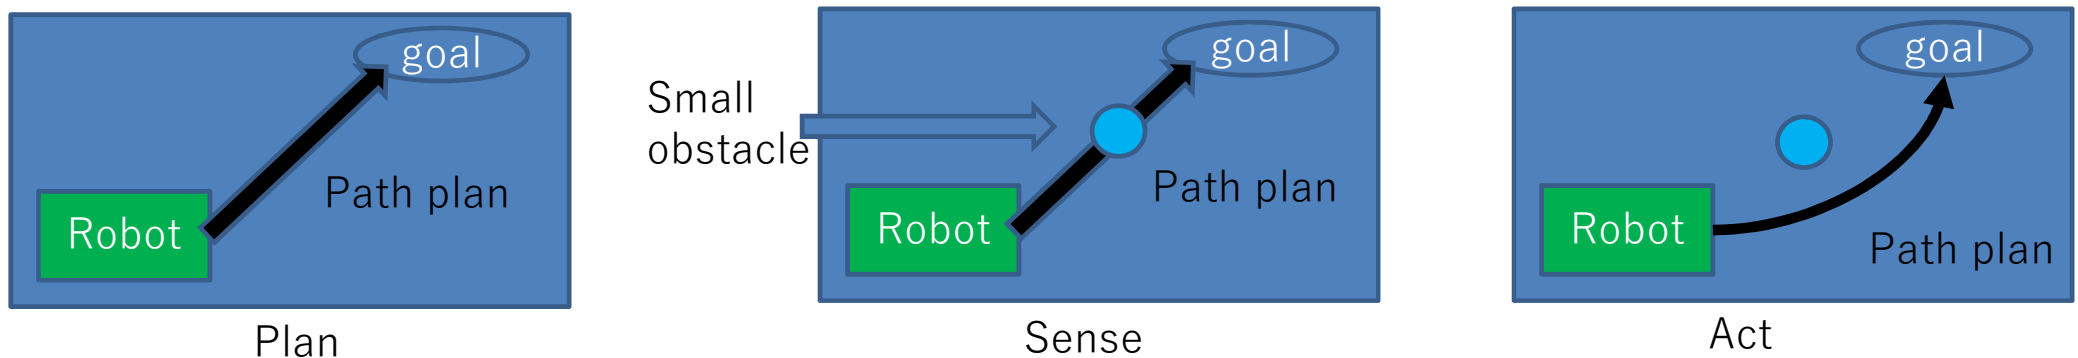 goal
Path plan
Robot
Plan
Small
obstacle
goal
Path plan
Robot
Sense
goal
Robot
Path plan
Act